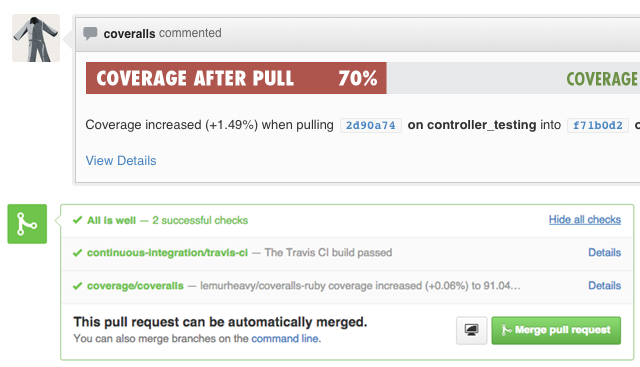 coveralls commented
COVERAGE AFTER PULL 70% COVERAGE
Coverage increased (+1.49%) when pulling 2d90a74 on controller_testing into f71b0d2
View Details
All is well — 2 successful checks Hide all checks
continuous-integration/travis-ci — The Travis CI build passed Details
coverage/coveralls — lemurheavy/coveralls-ruby coverage increased (+0.06%) to 91.04... Details
This pull request can be automatically merged.
You can also merge branches on the command line.
Merge pull request